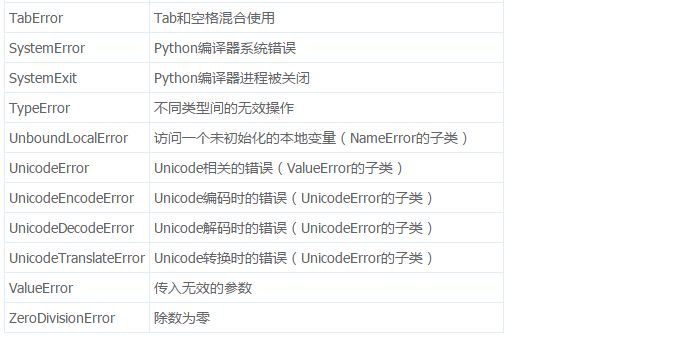 TabError Tab和空格混合使用
SystemError Python编译器系统错误
SystemExit Python编译器进程被关闭
TypeError 不同类型间的无效操作
UnboundLocalError 访问一个未初始化的本地变量（NameError的子类）
UnicodeError Unicode相关的错误（ValueError的子类）
UnicodeEncodeError Unicode编码时的错误（UnicodeError的子类）
UnicodeDecodeError Unicode解码时的错误（UnicodeError的子类）
UnicodeTranslateError Unicode转换时的错误（UnicodeError的子类）
ValueError 传入无效的参数
ZeroDivisionError 除数为零